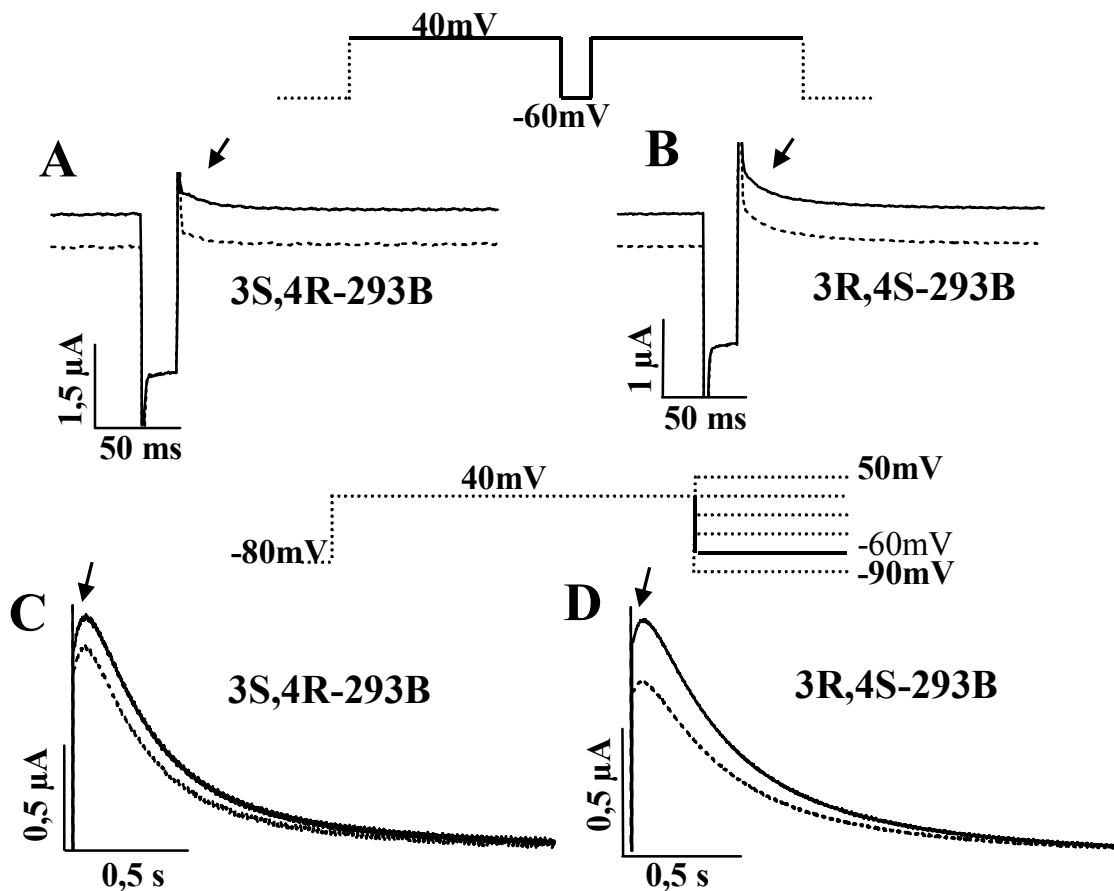 40mV
-60mV
A
B
3S,4R-293B
3R,4S-293B
1,5 µA
50 ms
1 µA
50 ms
40mV
50mV
-80mV
-60mV
-90mV
C
D
3S,4R-293B
3R,4S-293B
0,5 µA
0,5 s
0,5 µA
0,5 s